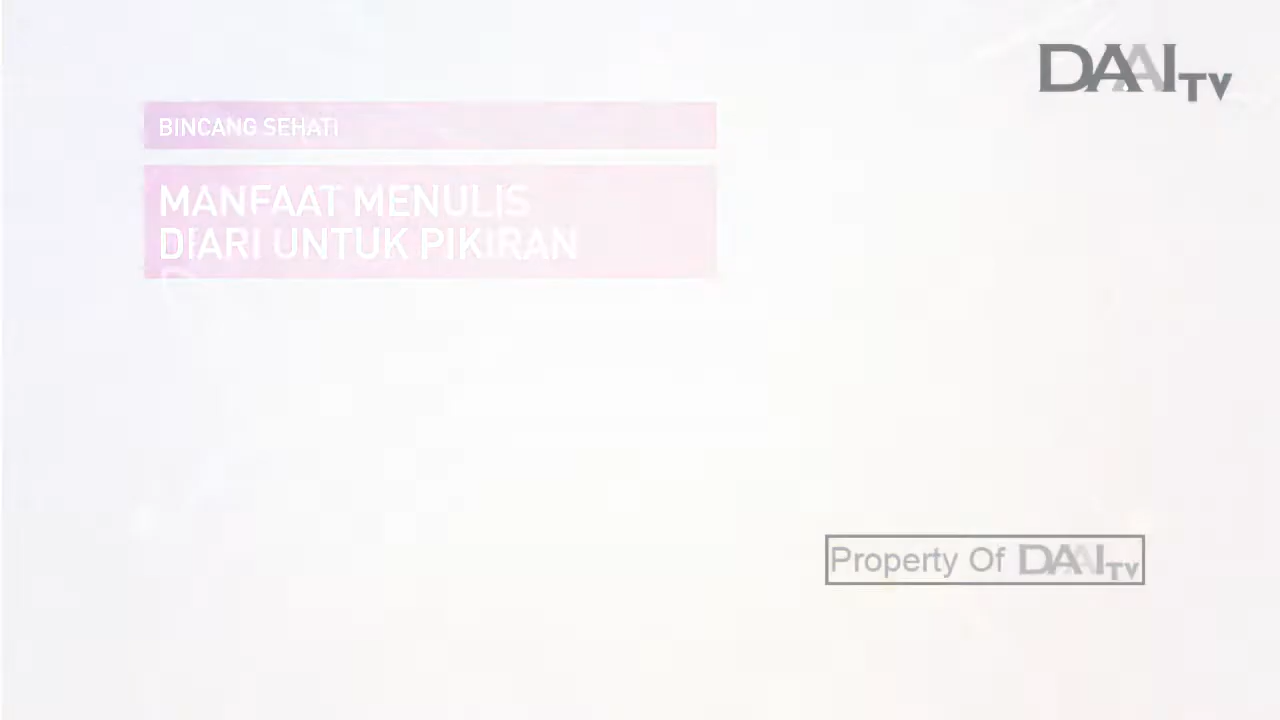 DAAI TV
BINCANG SEHATI
MANFAAT MENULIS
DIARI UNTUK PIKIRAN
Property Of DAAI TV